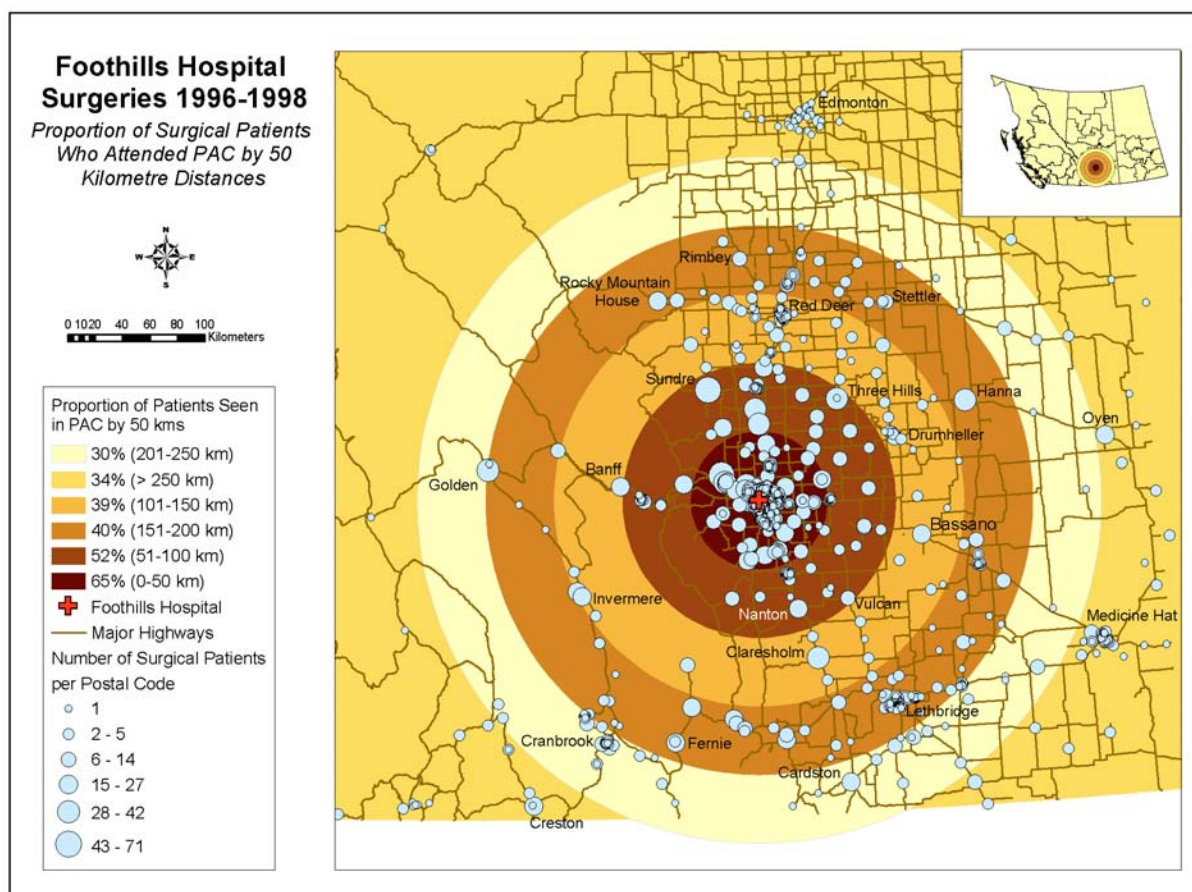 Foothills Hospital
Surgeries 1996-1998
Proportion of Surgical Patients
Who Attended PAC by 50
Kilometre Distances
N
W
E
S
0 10 20 40 60 80 100
Kilometers
Proportion of Patients Seen
in PAC by 50 kms
30% (201-250 km)
34% (> 250 km)
39% (101-150 km)
40% (151-200 km)
52% (51-100 km)
65% (0-50 km)
Foothills Hospital
Major Highways
Number of Surgical Patients
per Postal Code
1
2 - 5
6 - 14
15 - 27
28 - 42
43 - 71
Edmonton
Rimbey
Rocky Mountain
House
Red Deer
Stettler
Sundre
Three Hills
Hanna
Oyen
Drumheller
Golden
Banff
Bassano
Invermere
Nanton
Vulcan
Medicine Hat
Claresholm
Lethbridge
Cranbrook
Fernie
Cardston
Creston